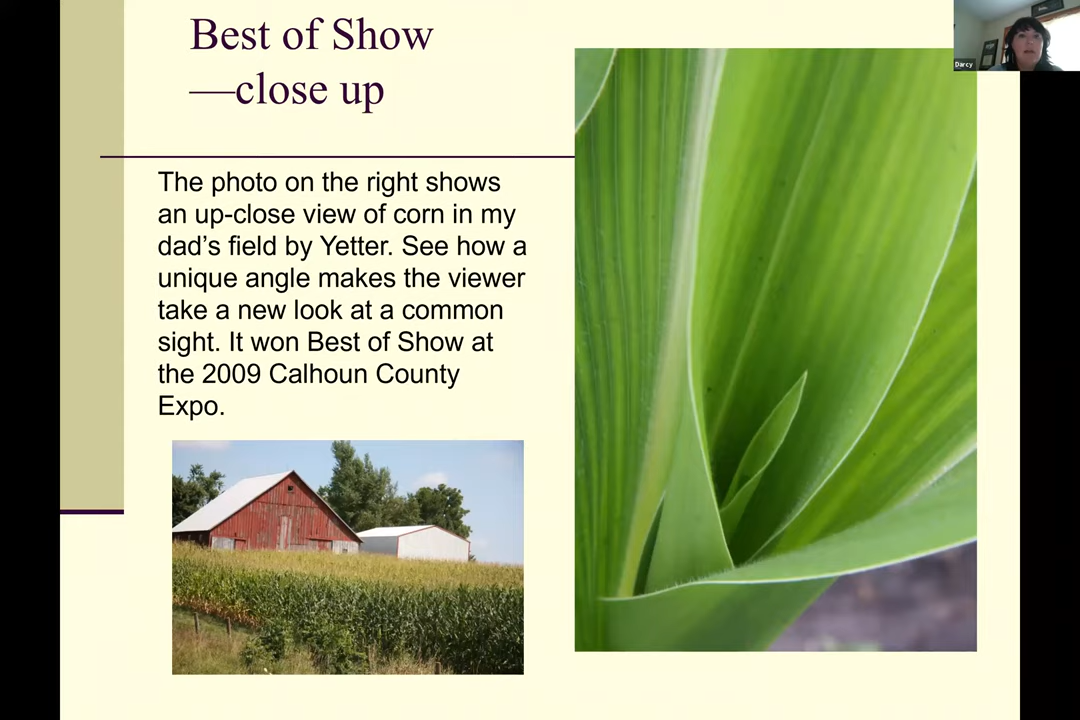 Best of Show
—close up
The photo on the right shows
an up-close view of corn in my
dad’s field by Yetter. See how a
unique angle makes the viewer
take a new look at a common
sight. It won Best of Show at
the 2009 Calhoun County
Expo.
Darcy